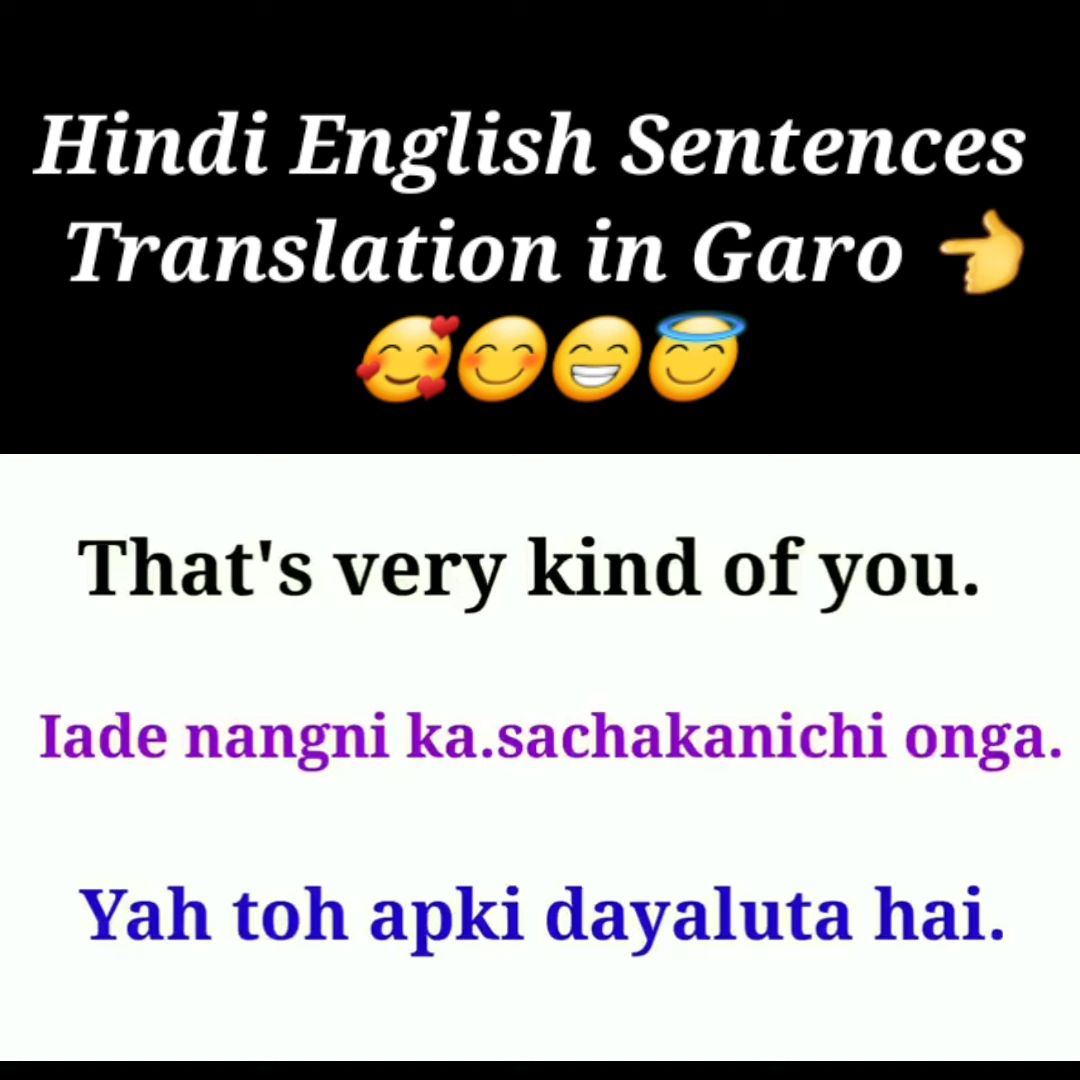 Hindi English Sentences
Translation in Garo 👈
🥰😊😁😇
That's very kind of you.
Iade nangni ka.sachakanichi onga.
Yah toh apki dayaluta hai.